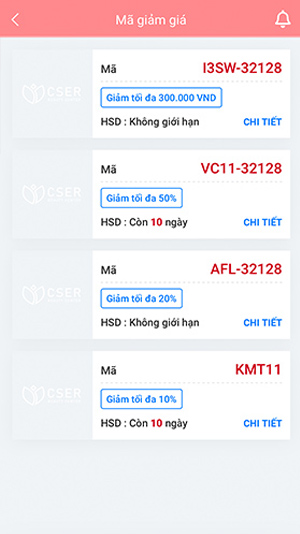 Mã giảm giá
CSER
Mã I3SW-32128
Giảm tối đa 300.000 VND
HSD : Không giới hạn CHI TIẾT
CSER
Mã VC11-32128
Giảm tối đa 50%
HSD : Còn 10 ngày CHI TIẾT
CSER
Mã AFL-32128
Giảm tối đa 20%
HSD : Không giới hạn CHI TIẾT
CSER
Mã KMT11
Giảm tối đa 10%
HSD : Còn 10 ngày CHI TIẾT